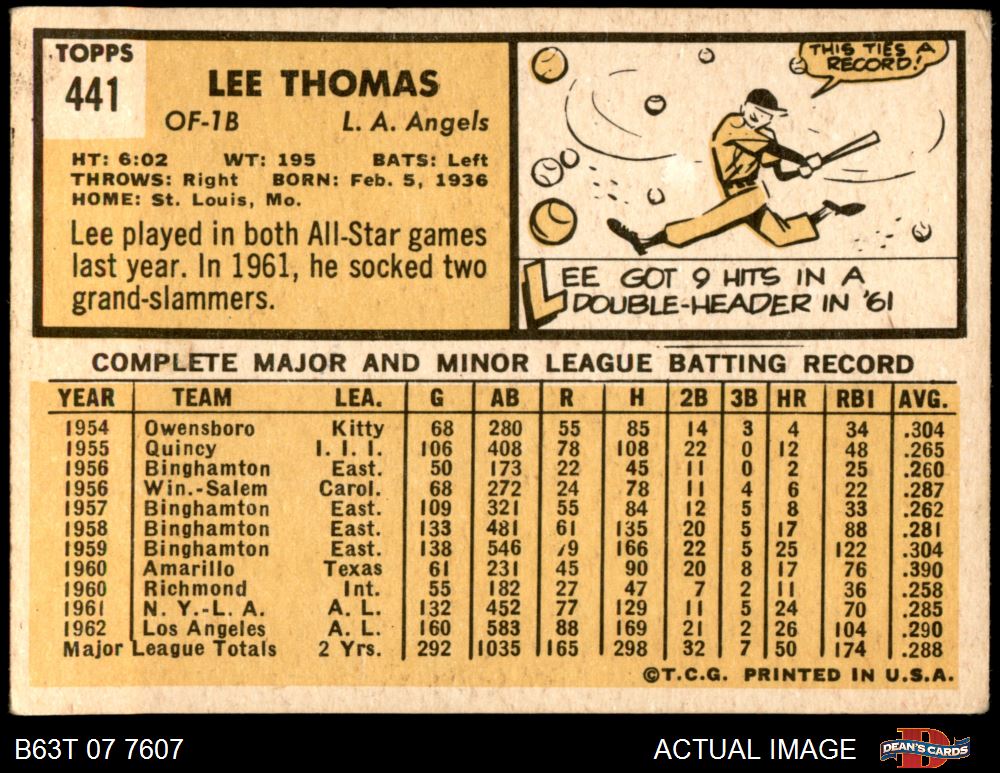 TOPPS
441
LEE THOMAS
OF-1B L. A. Angels
HT: 6:02 WT: 195 BATS: Left
THROWS: Right BORN: Feb. 5, 1936
HOME: St. Louis, Mo.
Lee played in both All-Star games
last year. In 1961, he socked two
grand-slammers.
THIS TIES A
RECORD!
LEE GOT 9 HITS IN A
DOUBLE-HEADER IN '61
COMPLETE MAJOR AND MINOR LEAGUE BATTING RECORD
YEAR TEAM LEA. G AB R H 2B 3B HR RBI AVG.
1954 Owensboro Kitty 68 280 55 85 14 3 4 34 .304
1955 Quincy I. I. I. 106 408 78 108 22 0 12 48 .265
1956 Binghamton East. 50 173 22 45 11 0 2 25 .260
1956 Win.-Salem Carol. 68 272 24 78 11 4 6 22 .287
1957 Binghamton East. 109 321 55 84 12 5 8 33 .262
1958 Binghamton East. 133 481 61 135 20 5 17 88 .281
1959 Binghamton East. 138 546 166 22 5 25 122 .304
1960 Amarillo Texas 61 231 45 90 20 8 17 76 .390
1960 Richmond Int. 55 182 27 47 7 2 11 36 .258
1961 N. Y.-L. A. A. L. 132 452 77 129 11 5 24 70 .285
1962 Los Angeles A. L. 160 583 88 169 21 2 26 104 .290
Major League Totals 2 Yrs. 292 1035 165 298 32 7 50 174 .288
©T.C.G. PRINTED IN U.S.A.
B63T 07 7607 ACTUAL IMAGE DEAN'S CARDS